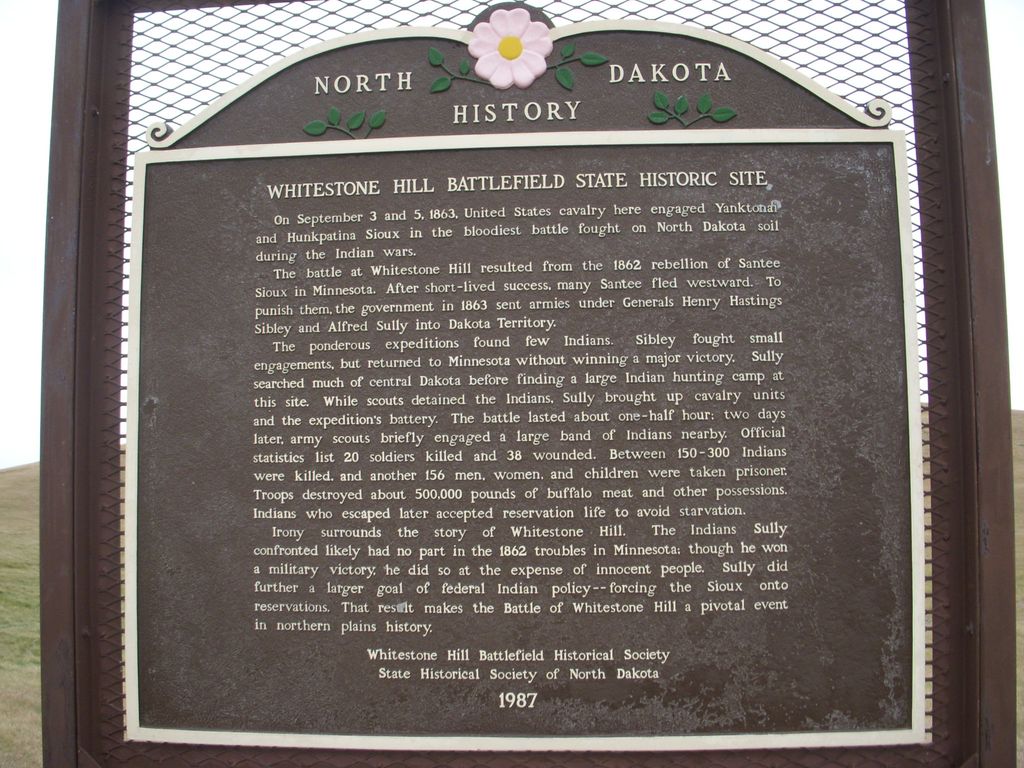 NORTH DAKOTA
HISTORY
WHITESTONE HILL BATTLEFIELD STATE HISTORIC SITE
On September 3 and 5, 1863, United States cavalry here engaged Yanktonai
and Hunkpatina Sioux in the bloodiest battle fought on North Dakota soil
during the Indian wars.
The battle at Whitestone Hill resulted from the 1862 rebellion of Santee
Sioux in Minnesota. After short-lived success, many Santee fled westward. To
punish them, the government in 1863 sent armies under Generals Henry Hastings
Sibley and Alfred Sully into Dakota Territory.
The ponderous expeditions found few Indians. Sibley fought small
engagements, but returned to Minnesota without winning a major victory. Sully
searched much of central Dakota before finding a large Indian hunting camp at
this site. While scouts detained the Indians, Sully brought up cavalry units
and the expedition's battery. The battle lasted about one-half hour; two days
later, army scouts briefly engaged a large band of Indians nearby. Official
statistics list 20 soldiers killed and 38 wounded. Between 150-300 Indians
were killed, and another 156 men, women, and children were taken prisoner.
Troops destroyed about 500,000 pounds of buffalo meat and other possessions.
Indians who escaped later accepted reservation life to avoid starvation.
Irony surrounds the story of Whitestone Hill. The Indians Sully
confronted likely had no part in the 1862 troubles in Minnesota; though he won
a military victory, he did so at the expense of innocent people. Sully did
further a larger goal of federal Indian policy--forcing the Sioux onto
reservations. That result makes the Battle of Whitestone Hill a pivotal event
in northern plains history.
Whitestone Hill Battlefield Historical Society
State Historical Society of North Dakota
1987